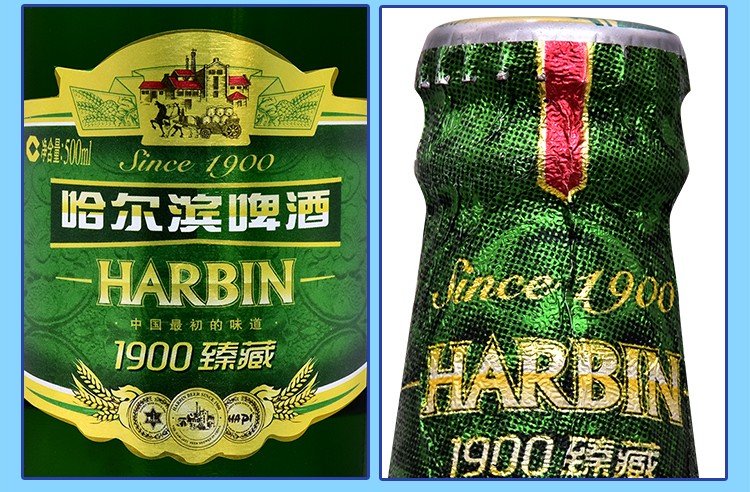 净含量:500ml
Since 1900
哈尔滨啤酒
HARBIN
·中国最初的味道·
1900臻藏
HAPI
Since 1900
HARBIN
1900臻藏